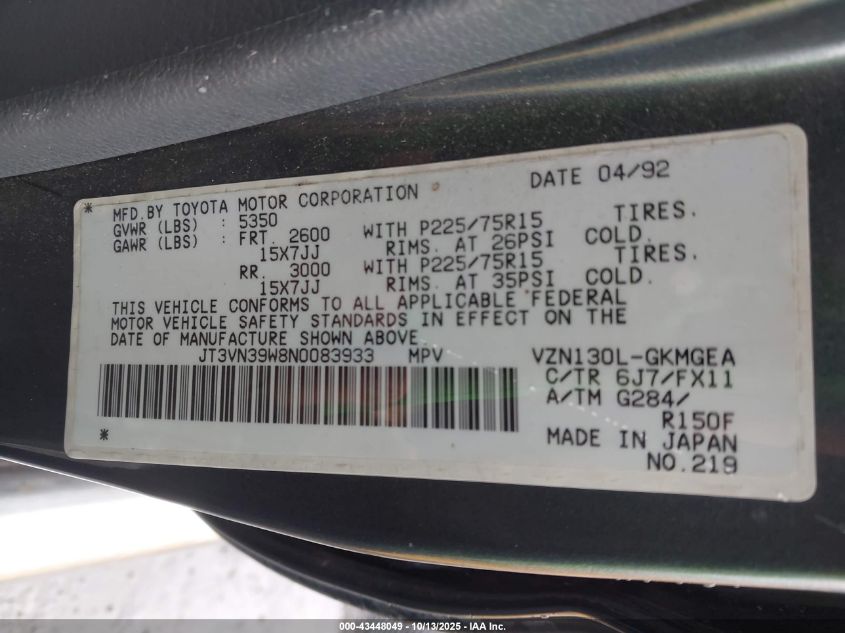 * MFD.BY TOYOTA MOTOR CORPORATION DATE 04/92
GVWR (LBS) : 5350
GAWR (LBS) : FRT. 2600 WITH P225/75R15 TIRES.
15X7JJ RIMS. AT 26PSI COLD.
RR. 3000 WITH P225/75R15 TIRES.
15X7JJ RIMS. AT 35PSI COLD.
THIS VEHICLE CONFORMS TO ALL APPLICABLE FEDERAL
MOTOR VEHICLE SAFETY STANDARDS IN EFFECT ON THE
DATE OF MANUFACTURE SHOWN ABOVE
JT3VN39W8N0083933 MPV VZN130L-GKMGEA
C/TR 6J7/FX11
A/TM G284/
R150F
* MADE IN JAPAN
NO.219
000-43448049 - 10/13/2025 - IAA Inc.